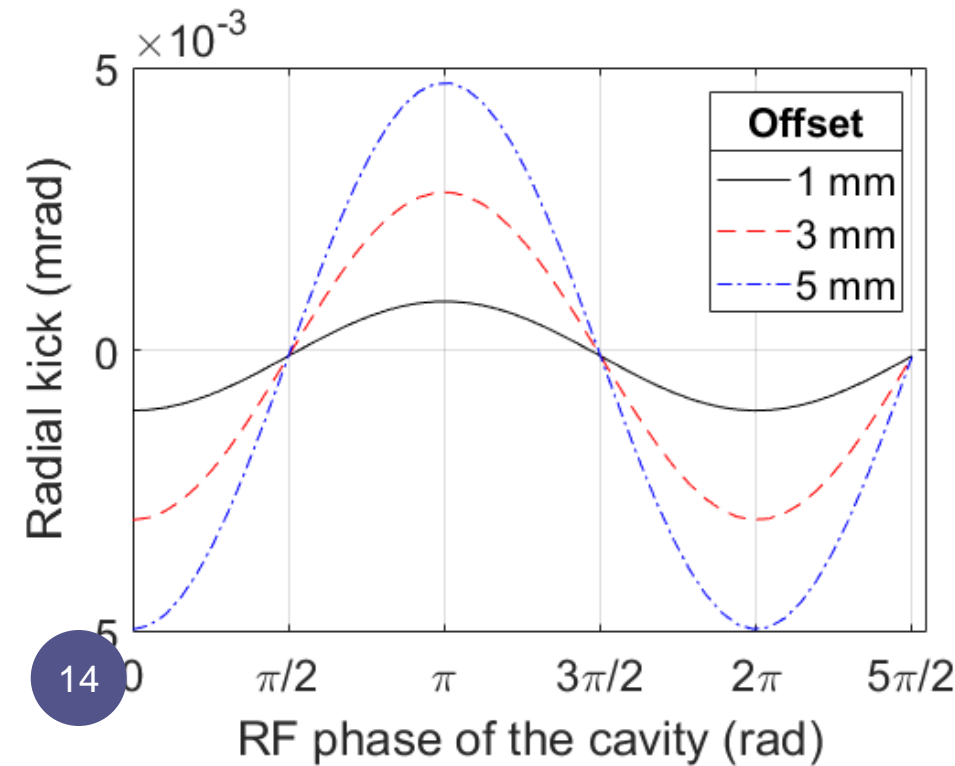 ×10⁻³
5
0
5
Radial kick (mrad)
Offset
1 mm
3 mm
5 mm
14
0 π/2 π 3π/2 2π 5π/2
RF phase of the cavity (rad)